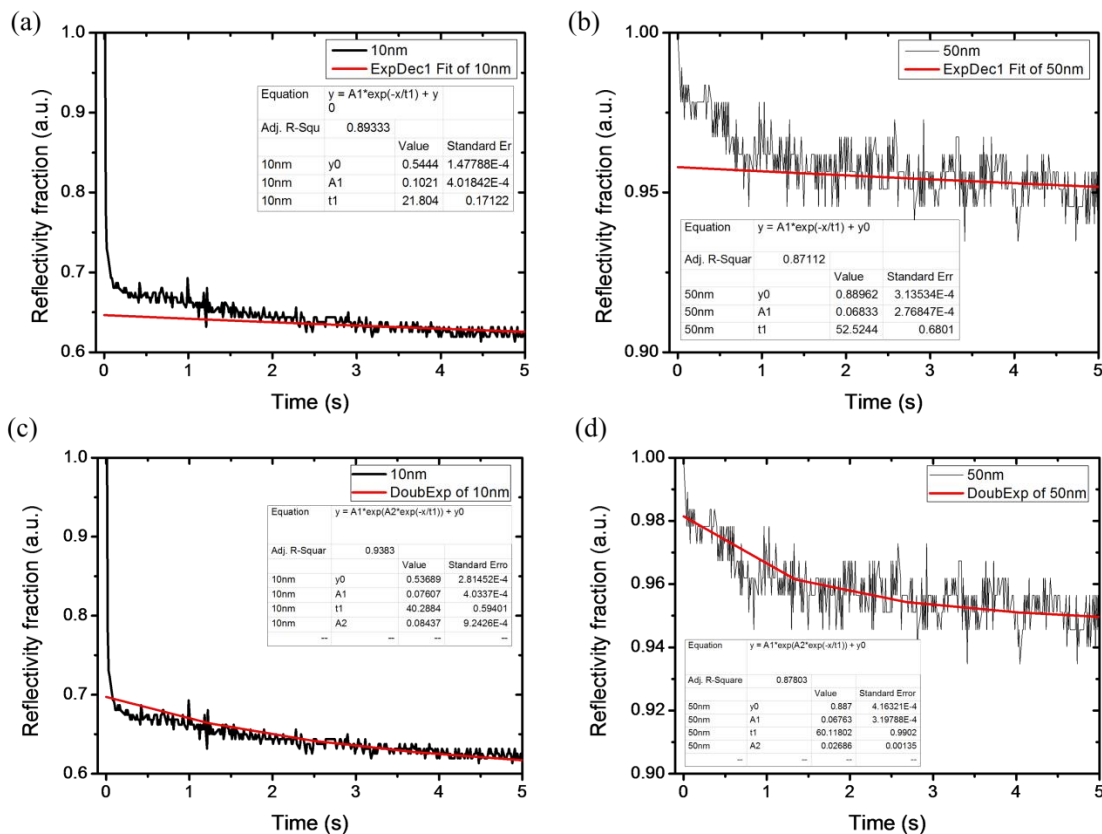 (a)
Reflectivity fraction (a.u.)
1.0
0.9
0.8
0.7
0.6
0 1 2 3 4 5
Time (s)
10nm
ExpDec1 Fit of 10nm
Equation y = A1*exp(-x/t1) + y
0
Adj. R-Squ 0.89333
Value Standard Er
10nm y0 0.5444 1.47788E-4
10nm A1 0.1021 4.01842E-4
10nm t1 21.804 0.17122
(b)
Reflectivity fraction (a.u.)
1.00
0.95
0.90
0 1 2 3 4 5
Time (s)
50nm
ExpDec1 Fit of 50nm
Equation y = A1*exp(-x/t1) + y0
Adj. R-Squar 0.87112
Value Standard Err
50nm y0 0.88962 3.13534E-4
50nm A1 0.06833 2.76847E-4
50nm t1 52.5244 0.6801
(c)
Reflectivity fraction (a.u.)
1.0
0.9
0.8
0.7
0.6
0 1 2 3 4 5
Time (s)
10nm
DoubExp of 10nm
Equation y = A1*exp(A2*exp(-x/t1)) + y0
Adj. R-Squar 0.9383
Value Standard Erro
10nm y0 0.53689 2.81452E-4
10nm A1 0.07607 4.0337E-4
10nm t1 40.2884 0.59401
10nm A2 0.08437 9.2426E-4
-- -- -- --
(d)
Reflectivity fraction (a.u.)
1.00
0.98
0.96
0.94
0.92
0.90
0 1 2 3 4 5
Time (s)
50nm
DoubExp of 50nm
Equation y = A1*exp(A2*exp(-x/t1)) + y0
Adj. R-Square 0.87803
Value Standard Error
50nm y0 0.887 4.16321E-4
50nm A1 0.06763 3.19788E-4
50nm t1 60.11802 0.9902
50nm A2 0.02686 0.00135
-- -- -- --